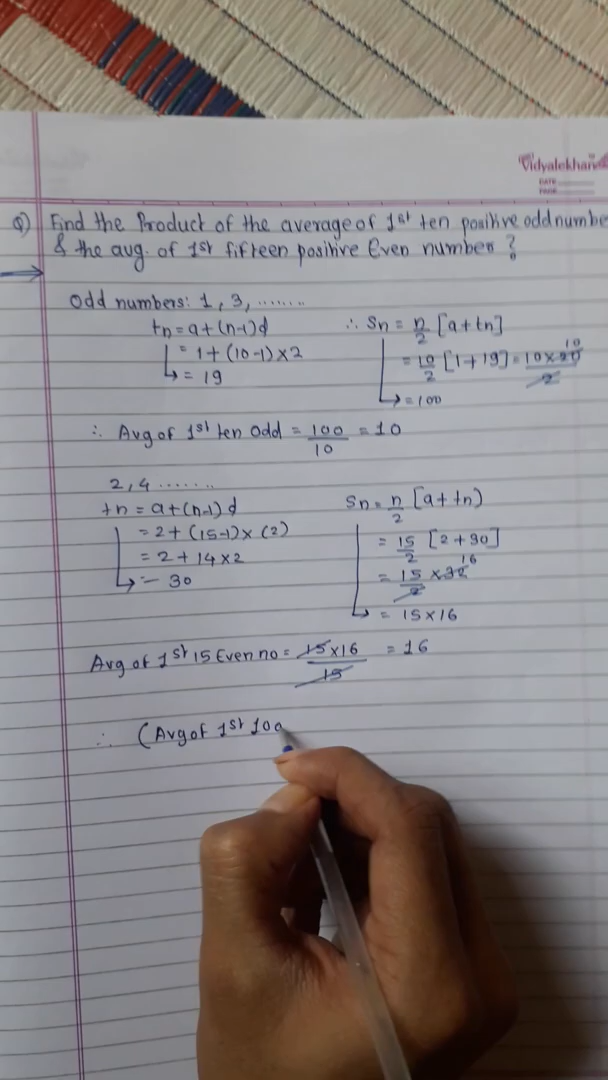 Vidyalekhan
DATE
PAGE
Q) Find the Product of the average of 1st ten positive odd numbe
& the avg. of 1st fifteen positive Even number ?
Odd numbers: 1, 3, ........
tn = a + (n-1) d
= 1 + (10-1) × 2
= 19
∴ Sn = n/2 [a + tn]
= 10/2 [1 + 19] = 10 × 20/2 10
= 100
∴ Avg of 1st ten odd = 100/10 = 10
2, 4 ........
tn = a + (n-1) d
= 2 + (15-1) × (2)
= 2 + 14 × 2
= 30
Sn = n/2 [a + tn)
= 15/2 [2 + 30]
= 15/2 × 32 16
= 15 × 16
Avg of 1st 15 Even no = 15 × 16/15 = 16
∴ (Avg of 1st 10o